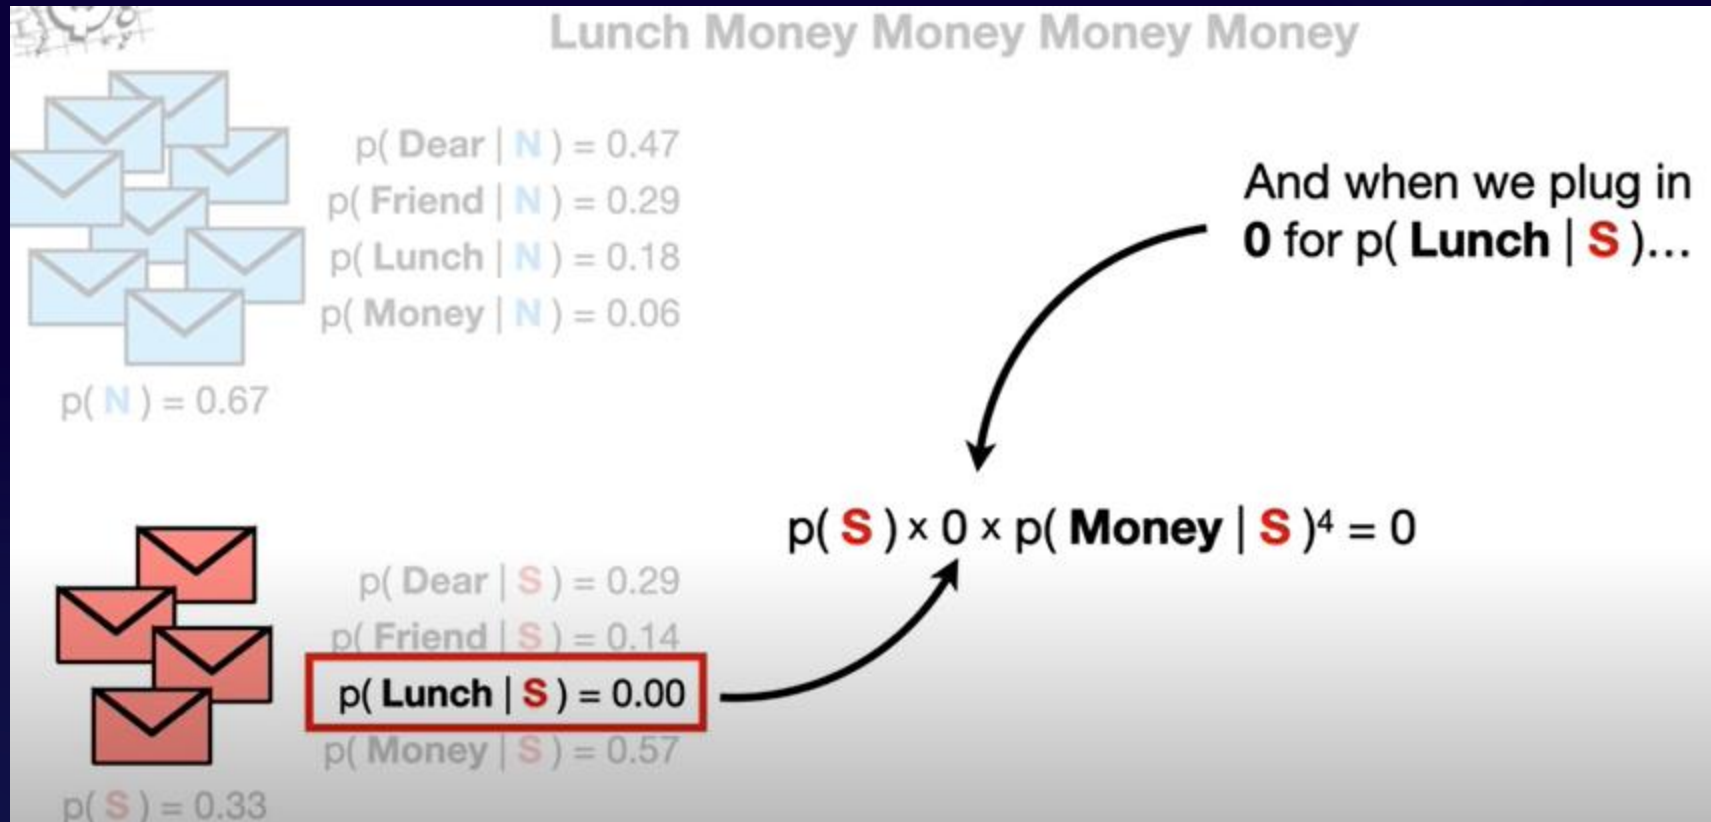 Lunch Money Money Money Money
p( Dear | N ) = 0.47
p( Friend | N ) = 0.29
p( Lunch | N ) = 0.18
p( Money | N ) = 0.06
p( N ) = 0.67
And when we plug in
0 for p( Lunch | S )...
p( S ) × 0 × p( Money | S )⁴ = 0
p( Dear | S ) = 0.29
p( Friend | S ) = 0.14
p( Lunch | S ) = 0.00
p( Money | S ) = 0.57
p( S ) = 0.33